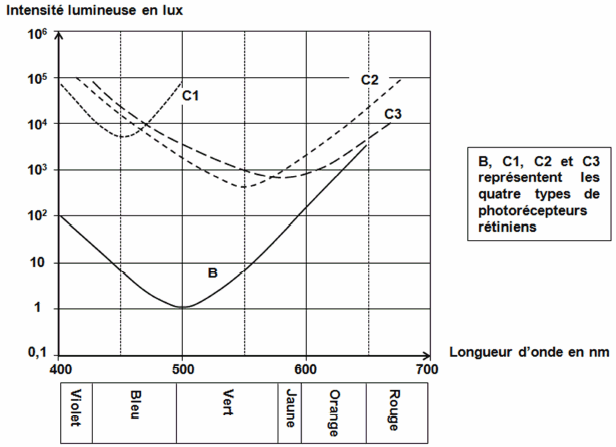 Intensité lumineuse en lux
10⁶
10⁵
10⁴
10³
10²
10
1
0,1
C1
C2
C3
B
B, C1, C2 et C3
représentent les
quatre types de
photorécepteurs
rétiniens
400
500
600
700
Longueur d'onde en nm
Violet
Bleu
Vert
Jaune
Orange
Rouge